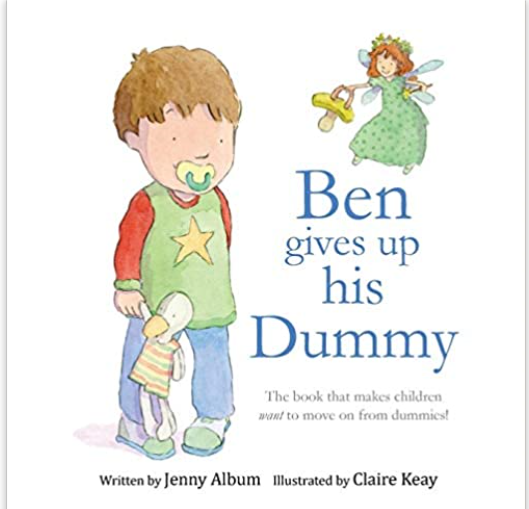 Ben
gives up
his
Dummy
The book that makes children
want to move on from dummies!
Written by Jenny Album Illustrated by Claire Keay